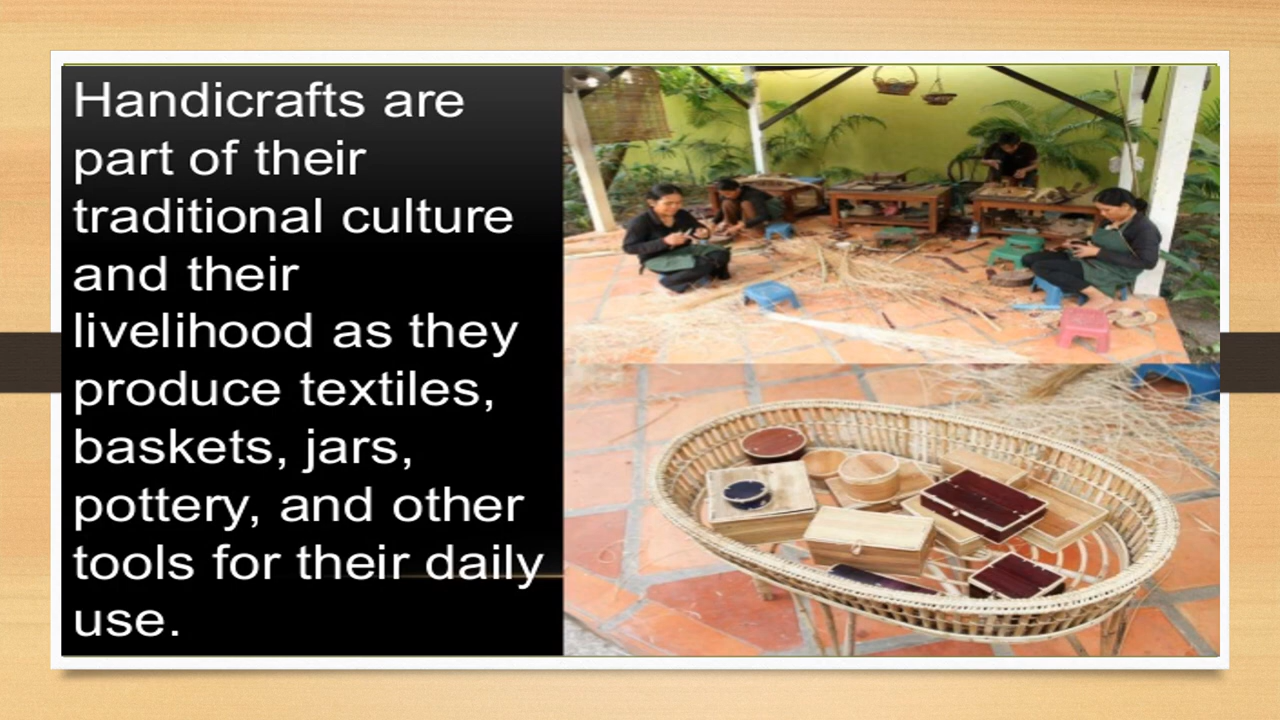 Handicrafts are
part of their
traditional culture
and their
livelihood as they
produce textiles,
baskets, jars,
pottery, and other
tools for their daily
use.